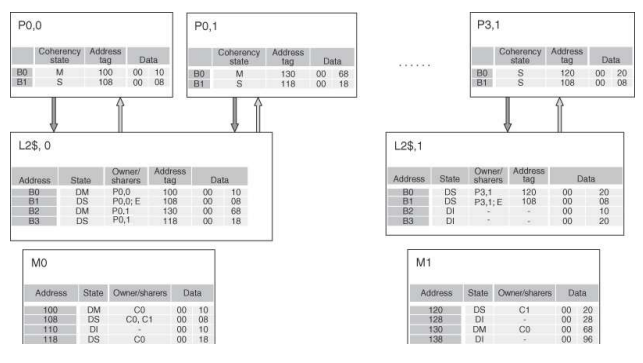 P0,0
Coherency state Address tag Data
B0 M 100 00 10
B1 S 108 00 08
P0,1
Coherency state Address tag Data
B0 M 130 00 68
B1 S 118 00 18
......
P3,1
Coherency state Address tag Data
B0 S 120 00 20
B1 S 108 00 08
L2$, 0
Address State Owner/ sharers Address tag Data
B0 DM P0,0 100 00 10
B1 DS P0,0; E 108 00 08
B2 DM P0,1 130 00 68
B3 DS P0,1 118 00 18
L2$,1
Address State Owner/ sharers Address tag Data
B0 DS P3,1 120 00 20
B1 DS P3,1; E 108 00 08
B2 DI - - 00 10
B3 DI - - 00 20
M0
Address State Owner/sharers Data
100 DM C0 00 10
108 DS C0, C1 00 08
110 DI - 00 10
118 DS C0 00 18
M1
Address State Owner/sharers Data
120 DS C1 00 20
128 DI - 00 28
130 DM C0 00 68
138 DI - 00 96